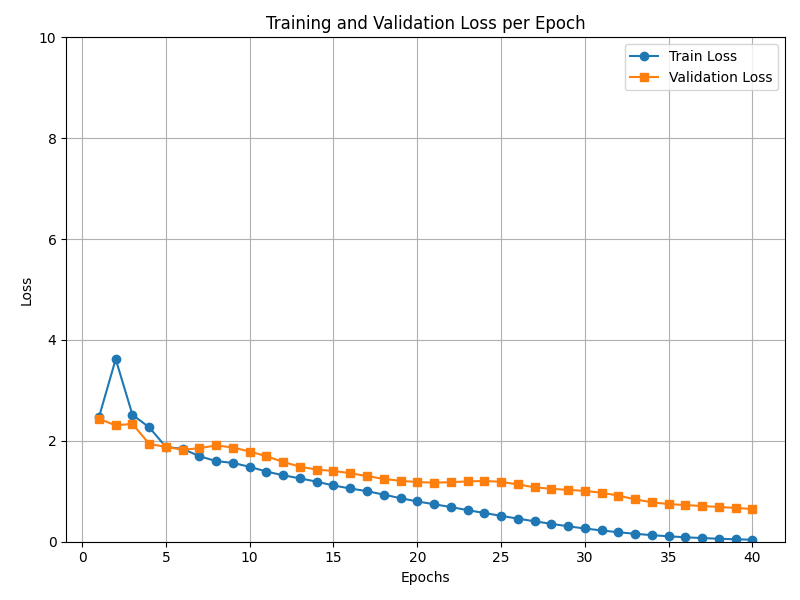 Training and Validation Loss per Epoch
10
8
6
4
2
0
Loss
Train Loss
Validation Loss
0 5 10 15 20 25 30 35 40
Epochs